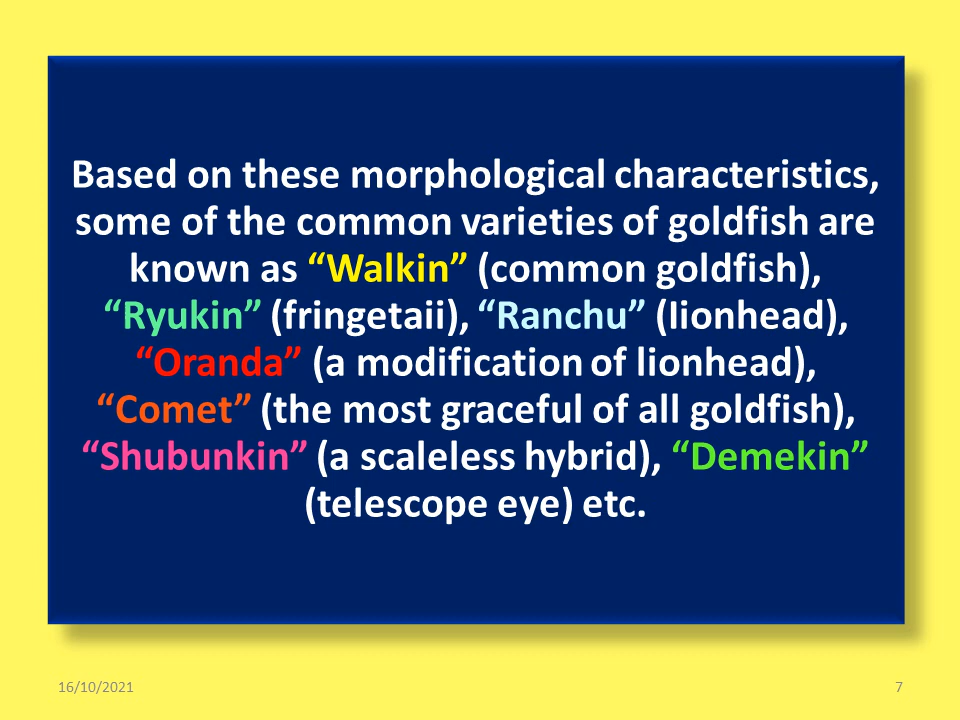 Based on these morphological characteristics,
some of the common varieties of goldfish are
known as “Walkin” (common goldfish),
“Ryukin” (fringetaii), “Ranchu” (Iionhead),
“Oranda” (a modification of lionhead),
“Comet” (the most graceful of all goldfish),
“Shubunkin” (a scaleless hybrid), “Demekin”
(telescope eye) etc.
16/10/2021
7